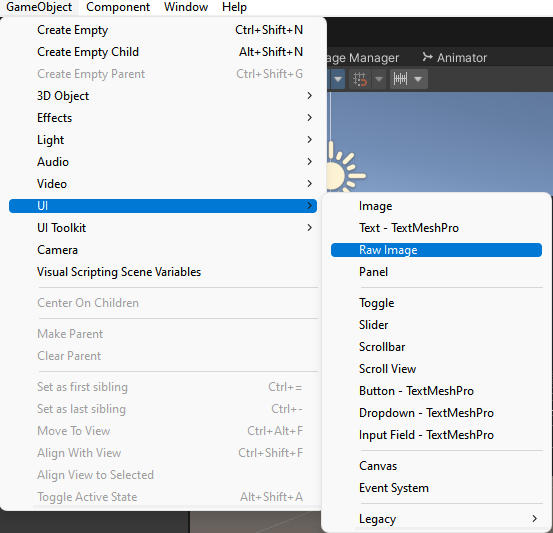 GameObject Component Window Help
Create Empty Ctrl+Shift+N
Create Empty Child Alt+Shift+N
Create Empty Parent Ctrl+Shift+G
3D Object
Effects
Light
Audio
Video
UI
UI Toolkit
Camera
Visual Scripting Scene Variables
Center On Children
Make Parent
Clear Parent
Set as first sibling Ctrl+=
Set as last sibling Ctrl+-
Move To View Ctrl+Alt+F
Align With View Ctrl+Shift+F
Align View to Selected
Toggle Active State Alt+Shift+A
age Manager Animator
Image
Text - TextMeshPro
Raw Image
Panel
Toggle
Slider
Scrollbar
Scroll View
Button - TextMeshPro
Dropdown - TextMeshPro
Input Field - TextMeshPro
Canvas
Event System
Legacy